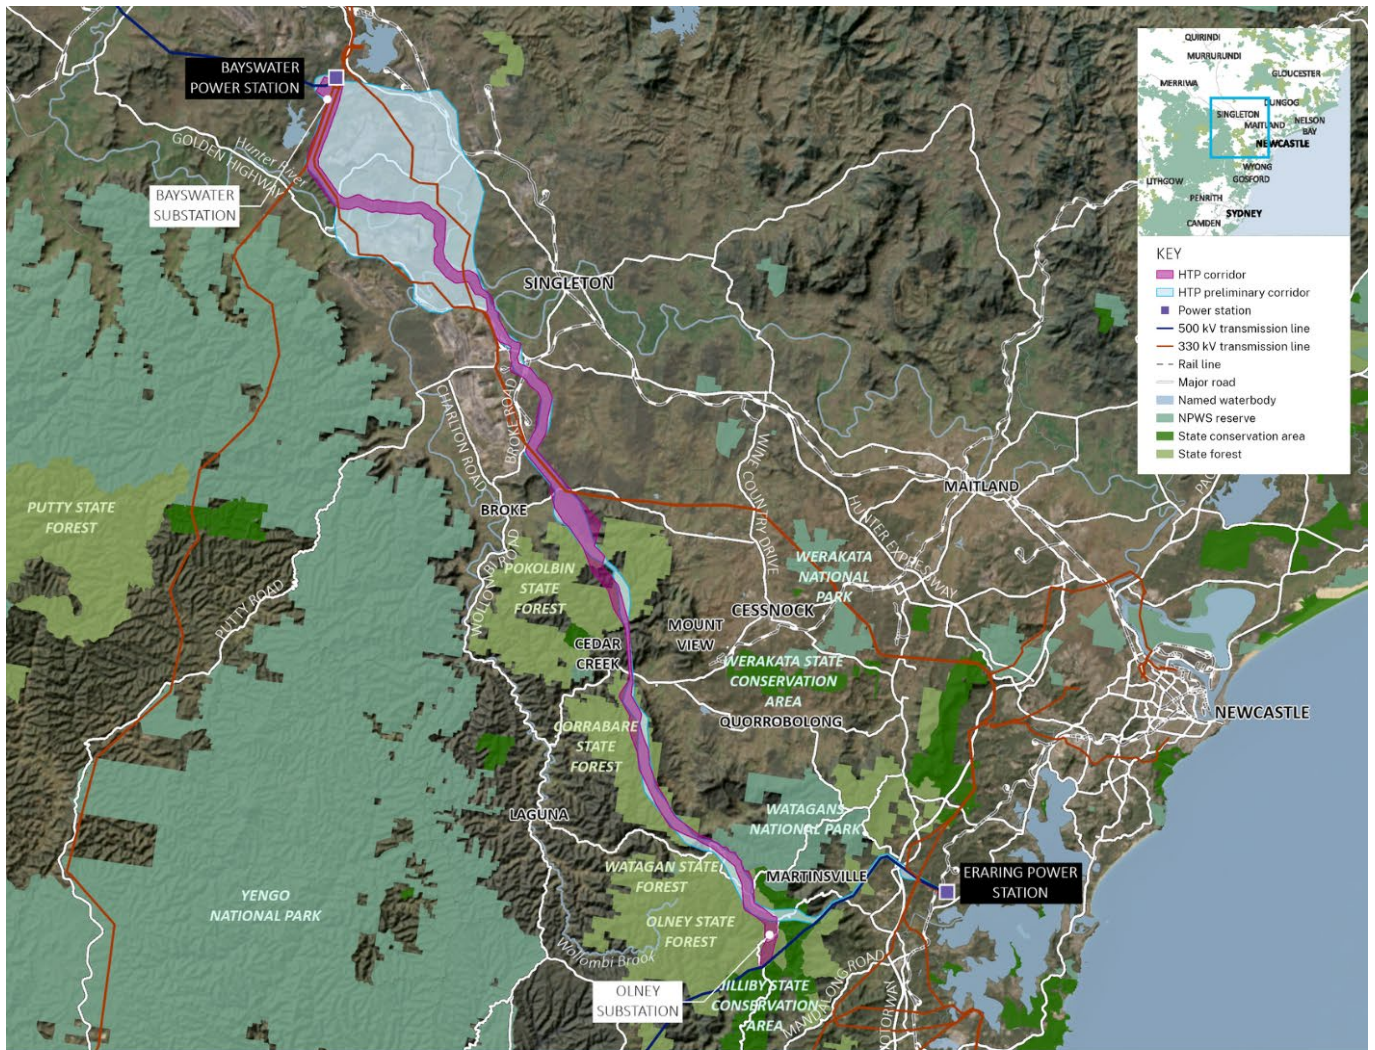 BAYSWATER
POWER STATION
GOLDEN HIGHWAY
Hunter River
BAYSWATER
SUBSTATION
SINGLETON
CHARLTON ROAD
BROKE ROAD
BROKE
WOLLOMBI ROAD
PUTTY STATE
FOREST
PUTTY ROAD
POKOLBIN
STATE
FOREST
CEDAR
CREEK
MOUNT
VIEW
CESSNOCK
WINE COUNTRY DRIVE
HUNTER EXPRESSWAY
MAITLAND
WERAKATA
NATIONAL
PARK
WERAKATA STATE
CONSERVATION
AREA
QUORROBOLONG
NEWCASTLE
CORRABARE
STATE
FOREST
LAGUNA
WATAGANS
NATIONAL PARK
WATAGAN STATE
FOREST
MARTINSVILLE
ERARING POWER
STATION
YENGO
NATIONAL PARK
OLNEY STATE
FOREST
Wollombi Brook
OLNEY
SUBSTATION
JILLIBY STATE
CONSERVATION
AREA
MANDALONG ROAD
MOTORWAY
QUIRINDI
MURRURUNDI
MERRIWA
GLOUCESTER
DUNGOG
SINGLETON
MAITLAND
NELSON
BAY
NEWCASTLE
WYONG
LITHGOW
GOSFORD
PENRITH
SYDNEY
CAMDEN
KEY
HTP corridor
HTP preliminary corridor
Power station
500 kV transmission line
330 kV transmission line
Rail line
Major road
Named waterbody
NPWS reserve
State conservation area
State forest